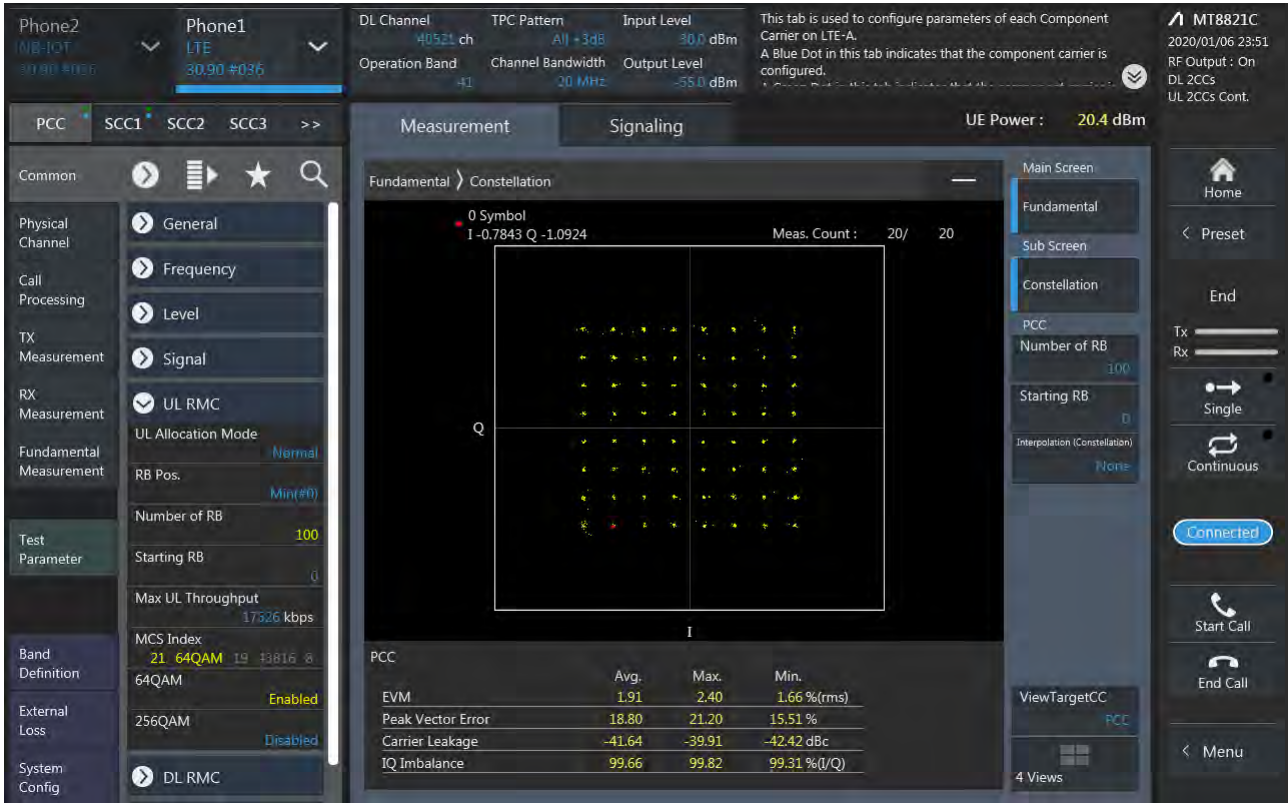 Phone2
NB-IOT
30.90 #036
Phone1
LTE
30.90 #036
DL Channel
40521 ch
TPC Pattern
All +3dB
Input Level
30.0 dBm
Operation Band
41
Channel Bandwidth
20 MHz
Output Level
-55.0 dBm
This tab is used to configure parameters of each Component
Carrier on LTE-A.
A Blue Dot in this tab indicates that the component carrier is
configured.
MT8821C
2020/01/06 23:51
RF Output : On
DL 2CCs
UL 2CCs Cont.
PCC
SCC1
SCC2
SCC3
>>
Measurement
Signaling
UE Power :
20.4 dBm
Common
Physical
Channel
Call
Processing
TX
Measurement
RX
Measurement
Fundamental
Measurement
Test
Parameter
Band
Definition
External
Loss
System
Config
General
Frequency
Level
Signal
UL RMC
UL Allocation Mode
Normal
RB Pos.
Min(#0)
Number of RB
100
Starting RB
0
Max UL Throughput
17326 kbps
MCS Index
21 64QAM 19 43816 8
64QAM
Enabled
256QAM
Disabled
DL RMC
Fundamental
Constellation
0 Symbol
I -0.7843 Q -1.0924
Meas. Count :
20/ 20
Q
I
PCC
Avg. Max. Min.
EVM 1.91 2.40 1.66 %(rms)
Peak Vector Error 18.80 21.20 15.51 %
Carrier Leakage -41.64 -39.91 -42.42 dBc
IQ Imbalance 99.66 99.82 99.31 %(I/Q)
Main Screen
Fundamental
Sub Screen
Constellation
PCC
Number of RB
100
Starting RB
0
Interpolation (Constellation)
None
ViewTargetCC
PCC
4 Views
Home
< Preset
End
Tx
Rx
Single
Continuous
Connected
Start Call
End Call
< Menu